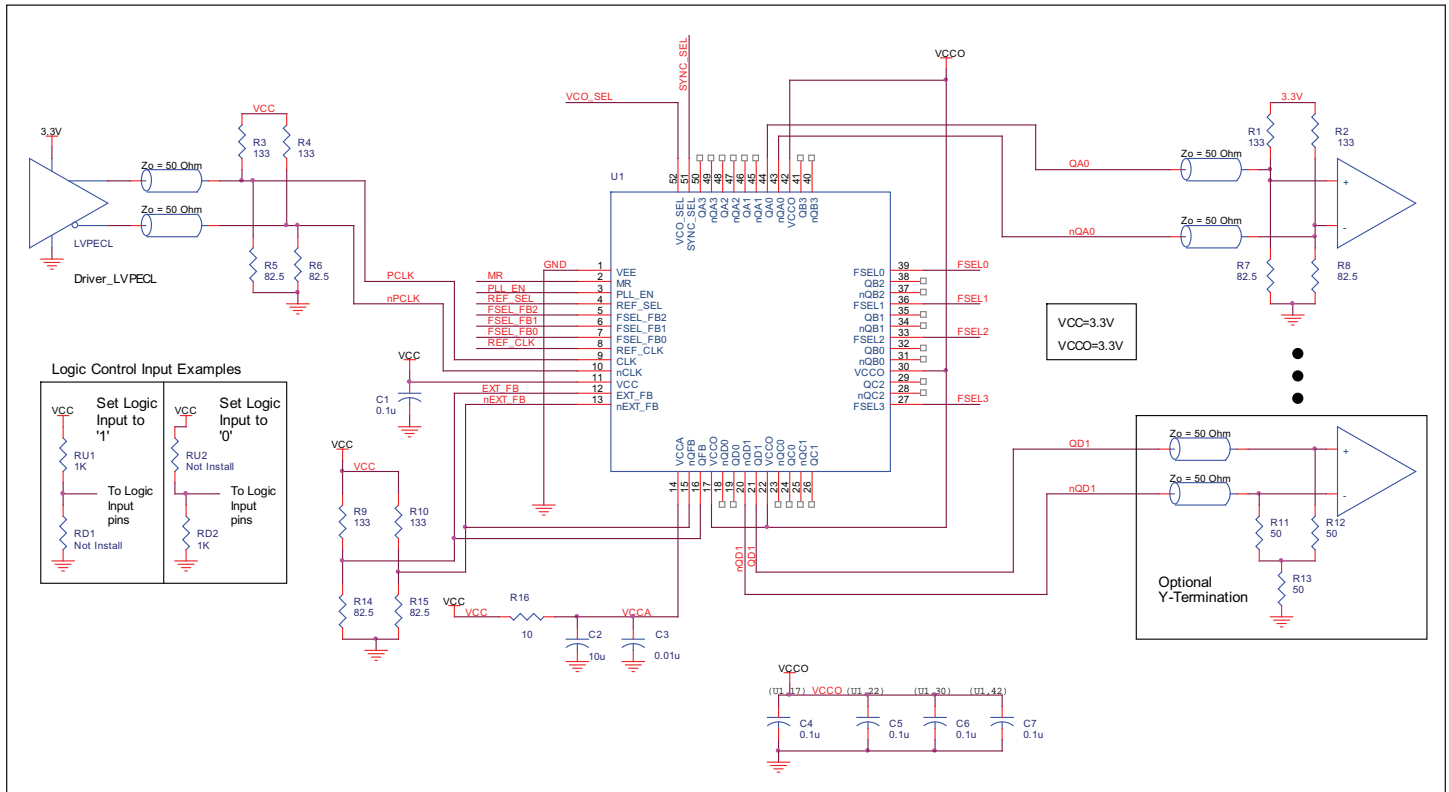 VCCO
SYNC_SEL
VCO_SEL
3.3V
VCC
R3
133
R4
133
Zo = 50 Ohm
Zo = 50 Ohm
LVPECL
Driver_LVPECL
R5
82.5
R6
82.5
PCLK
nPCLK
U1
52
51
50
49
48
47
46
45
44
43
42
41
40
VCO_SEL
SYNC_SEL
QA3
nQA3
QA2
nQA2
QA1
nQA1
QA0
nQA0
VCCO
QB3
nQB3
GND
MR
PLL_EN
REF_SEL
FSEL_FB2
FSEL_FB1
FSEL_FB0
REF_CLK
1
2
3
4
5
6
7
8
9
10
11
12
13
VEE
MR
PLL_EN
REF_SEL
FSEL_FB2
FSEL_FB1
FSEL_FB0
REF_CLK
CLK
nCLK
VCC
EXT_FB
nEXT_FB
FSEL0
QB2
nQB2
FSEL1
QB1
nQB1
FSEL2
QB0
nQB0
VCCO
QC2
nQC2
FSEL3
39
38
37
36
35
34
33
32
31
30
29
28
27
FSEL0
FSEL1
FSEL2
FSEL3
VCCA
nQFB
QFB
VCCO
nQD0
QD0
nQD1
QD1
VCCO
nQC0
QC0
nQC1
QC1
14
15
16
17
18
19
20
21
22
23
24
25
26
QA0
nQA0
Zo = 50 Ohm
Zo = 50 Ohm
3.3V
R1
133
R2
133
+
-
R7
82.5
R8
82.5
VCC=3.3V
VCCO=3.3V
VCC
C1
0.1u
EXT_FB
nEXT_FB
Logic Control Input Examples
VCC
Set Logic
Input to
'1'
RU1
1K
To Logic
Input
pins
RD1
Not Install
VCC
Set Logic
Input to
'0'
RU2
Not Install
To Logic
Input
pins
RD2
1K
VCC
VCC
R9
133
R10
133
R14
82.5
R15
82.5
VCC
VCC
R16
10
VCCA
C2
10u
C3
0.01u
nQD1
QD1
QD1
nQD1
Zo = 50 Ohm
Zo = 50 Ohm
+
-
R11
50
R12
50
R13
50
Optional
Y-Termination
VCCO
(U1,17)
VCCO
(U1,22)
(U1,30)
(U1,42)
C4
0.1u
C5
0.1u
C6
0.1u
C7
0.1u